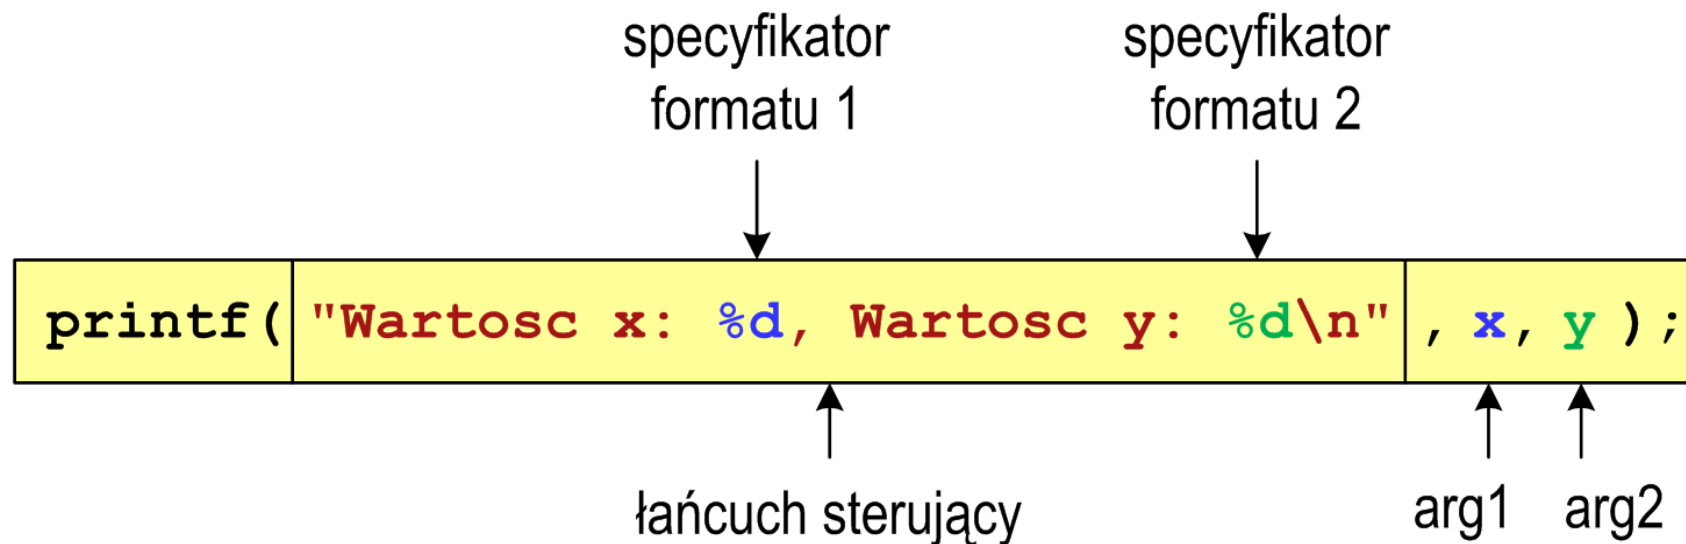 specyfikator
formatu 1
specyfikator
formatu 2
printf( "Wartosc x: %d, Wartosc y: %d\n" , x, y );
łańcuch sterujący
arg1
arg2